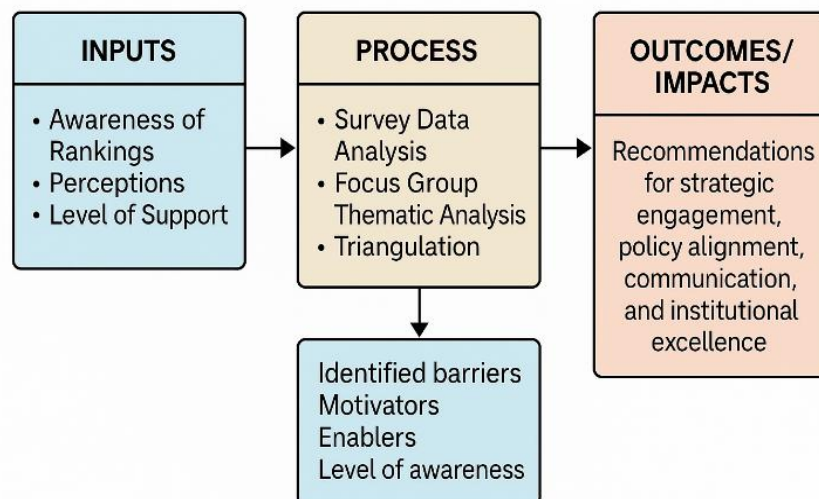 INPUTS
• Awareness of
Rankings
• Perceptions
• Level of Support
PROCESS
• Survey Data
Analysis
• Focus Group
Thematic Analysis
• Triangulation
OUTCOMES/
IMPACTS
Recommendations
for strategic
engagement,
policy alignment,
communication,
and institutional
excellence
Identified barriers
Motivators
Enablers
Level of awareness